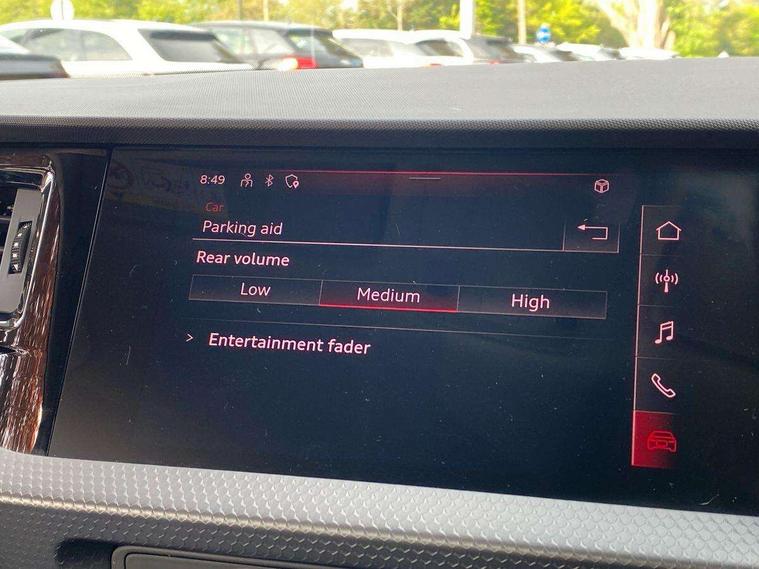 8:49
Car
Parking aid
Rear volume
Low Medium High
> Entertainment fader